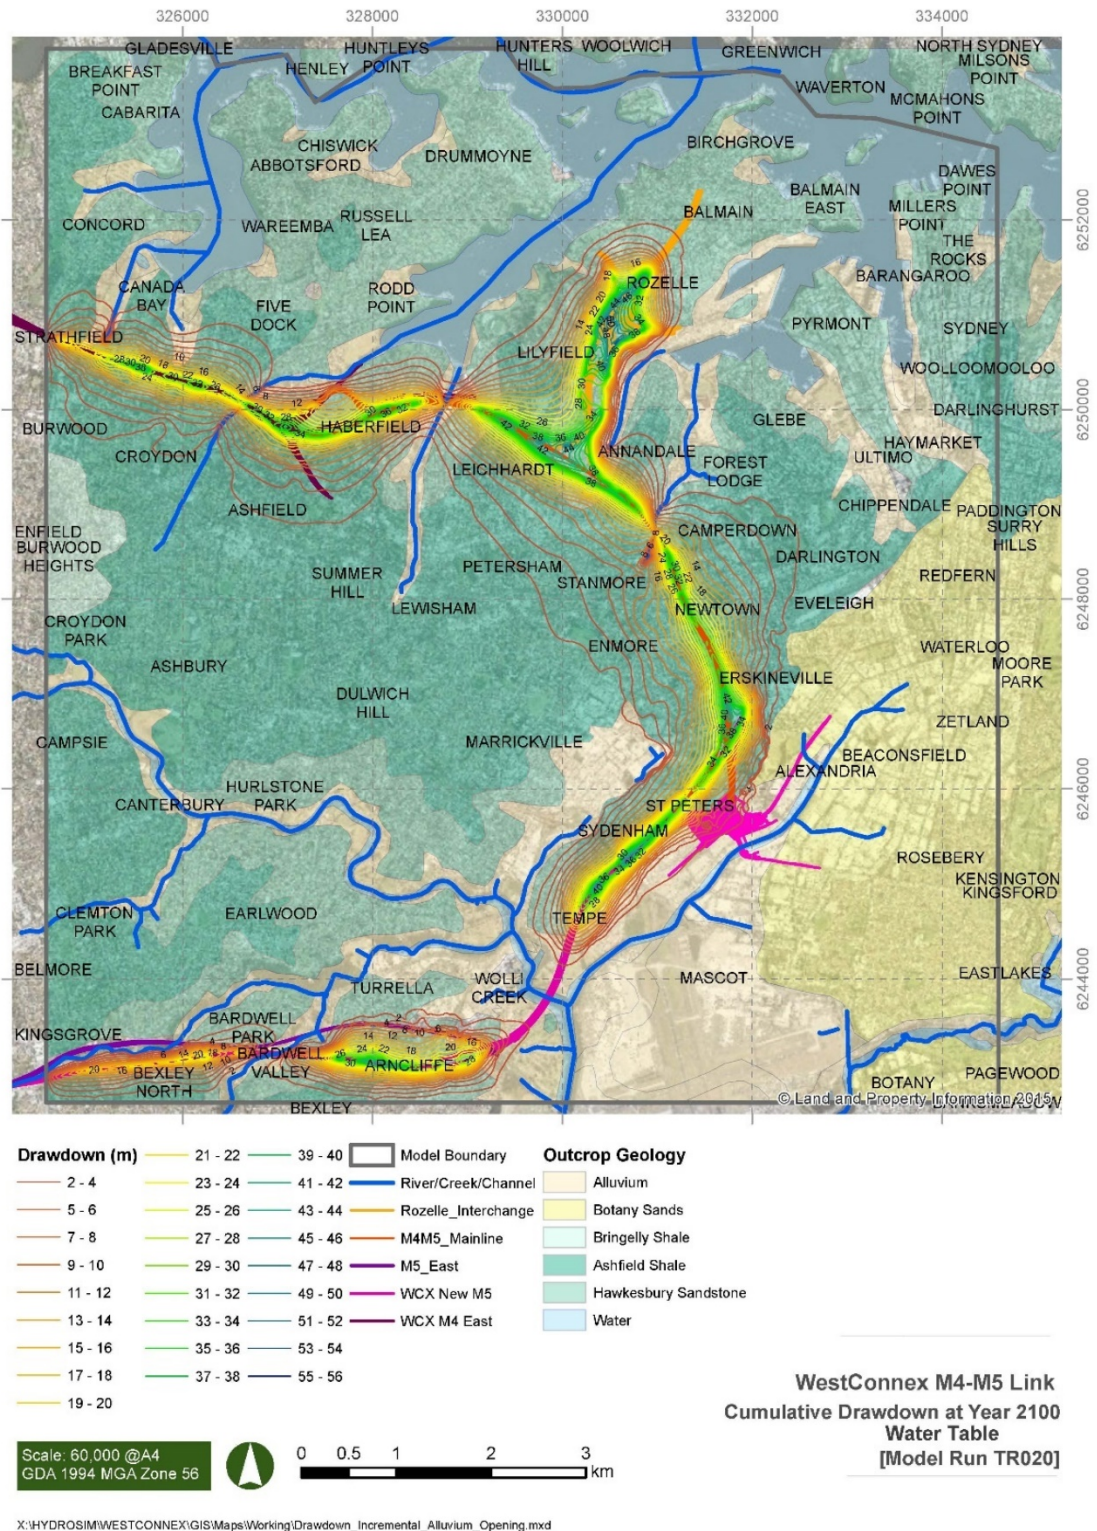 326000 328000 330000 332000 334000
GLADESVILLE
HUNTLEYS
POINT
HENLEY
HUNTERS
HILL
WOOLWICH
GREENWICH
NORTH SYDNEY
MILSONS
POINT
BREAKFAST
POINT
CABARITA
WAVERTON
MCMAHONS
POINT
CHISWICK
ABBOTSFORD
DRUMMOYNE
BIRCHGROVE
DAWES
POINT
BALMAIN
EAST
BALMAIN
MILLERS
POINT
THE
ROCKS
BARANGAROO
CONCORD
WAREEMBA
RUSSELL
LEA
6252000
CANADA
BAY
FIVE
DOCK
RODD
POINT
ROZELLE
PYRMONT
SYDNEY
STRATHFIELD
LILYFIELD
WOOLLOOMOOLOO
DARLINGHURST
6250000
BURWOOD
HABERFIELD
GLEBE
HAYMARKET
ULTIMO
CROYDON
LEICHHARDT
ANNANDALE
FOREST
LODGE
CHIPPENDALE
PADDINGTON
SURRY
HILLS
ASHFIELD
ENFIELD
BURWOOD
HEIGHTS
CAMPERDOWN
DARLINGTON
SUMMER
HILL
PETERSHAM
STANMORE
REDFERN
LEWISHAM
NEWTOWN
EVELEIGH
6248000
CROYDON
PARK
ENMORE
WATERLOO
MOORE
PARK
ASHBURY
DULWICH
HILL
ERSKINEVILLE
ZETLAND
CAMPSIE
MARRICKVILLE
BEACONSFIELD
ALEXANDRIA
6246000
CANTERBURY
HURLSTONE
PARK
ST PETERS
SYDENHAM
ROSEBERY
KENSINGTON
KINGSFORD
CLEMTON
PARK
EARLWOOD
TEMPE
BELMORE
TURRELLA
WOLLI
CREEK
MASCOT
EASTLAKES
6244000
KINGSGROVE
BARDWELL
PARK
BARDWELL
VALLEY
ARNCLIFFE
BEXLEY
NORTH
BEXLEY
BOTANY
PAGEWOOD
BANKSMEADOW
© Land and Property Information 2015
Drawdown (m)
2 - 4
5 - 6
7 - 8
9 - 10
11 - 12
13 - 14
15 - 16
17 - 18
19 - 20
21 - 22
23 - 24
25 - 26
27 - 28
29 - 30
31 - 32
33 - 34
35 - 36
37 - 38
39 - 40
41 - 42
43 - 44
45 - 46
47 - 48
49 - 50
51 - 52
53 - 54
55 - 56
Model Boundary
River/Creek/Channel
Rozelle_Interchange
M4M5_Mainline
M5_East
WCX New M5
WCX M4 East
Outcrop Geology
Alluvium
Botany Sands
Bringelly Shale
Ashfield Shale
Hawkesbury Sandstone
Water
WestConnex M4-M5 Link
Cumulative Drawdown at Year 2100
Water Table
[Model Run TR020]
Scale: 60,000 @A4
GDA 1994 MGA Zone 56
0 0.5 1 2 3
km
X:\HYDROSIM\WESTCONNEX\GIS\Maps\Working\Drawdown_Incremental_Alluvium_Opening.mxd